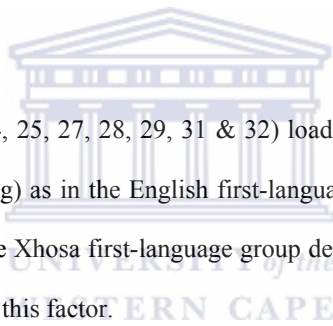 , 25, 27, 28, 29, 31 & 32) load
g) as in the English first-langua
e Xhosa first-language group de
UNIVERSITY of the
this factor.
WESTERN CAPE